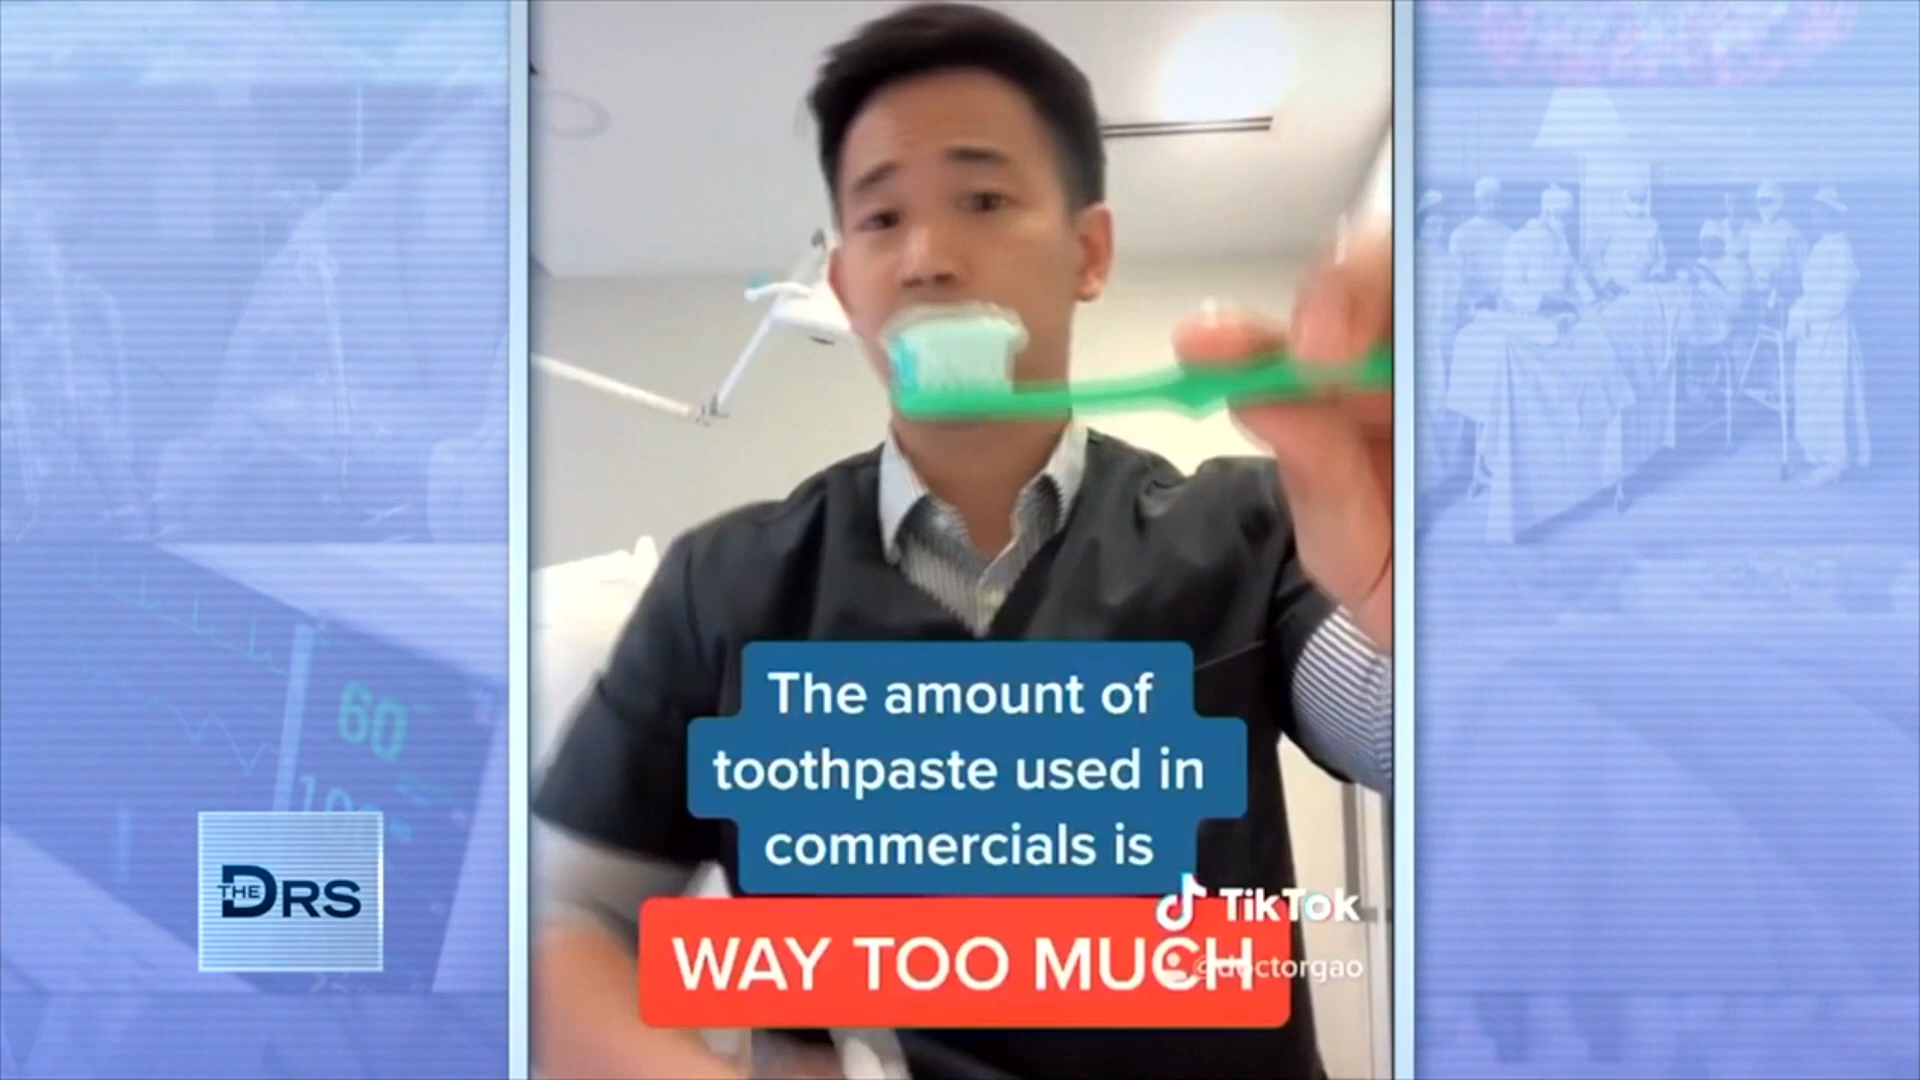 The amount of
toothpaste used in
commercials is
WAY TOO MUCH
TikTok
@doctorgao
THE DRS
60